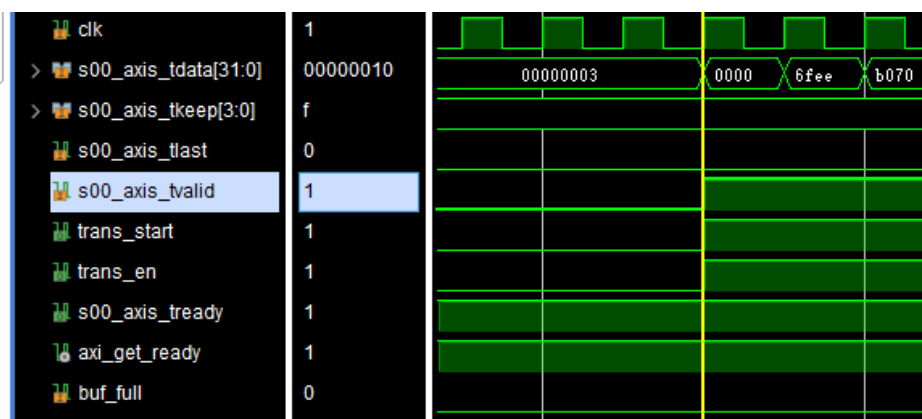 clk 1
s00_axis_tdata[31:0] 00000010 00000003 0000 6fee b070
s00_axis_tkeep[3:0] f
s00_axis_tlast 0
s00_axis_tvalid 1
trans_start 1
trans_en 1
s00_axis_tready 1
axi_get_ready 1
buf_full 0